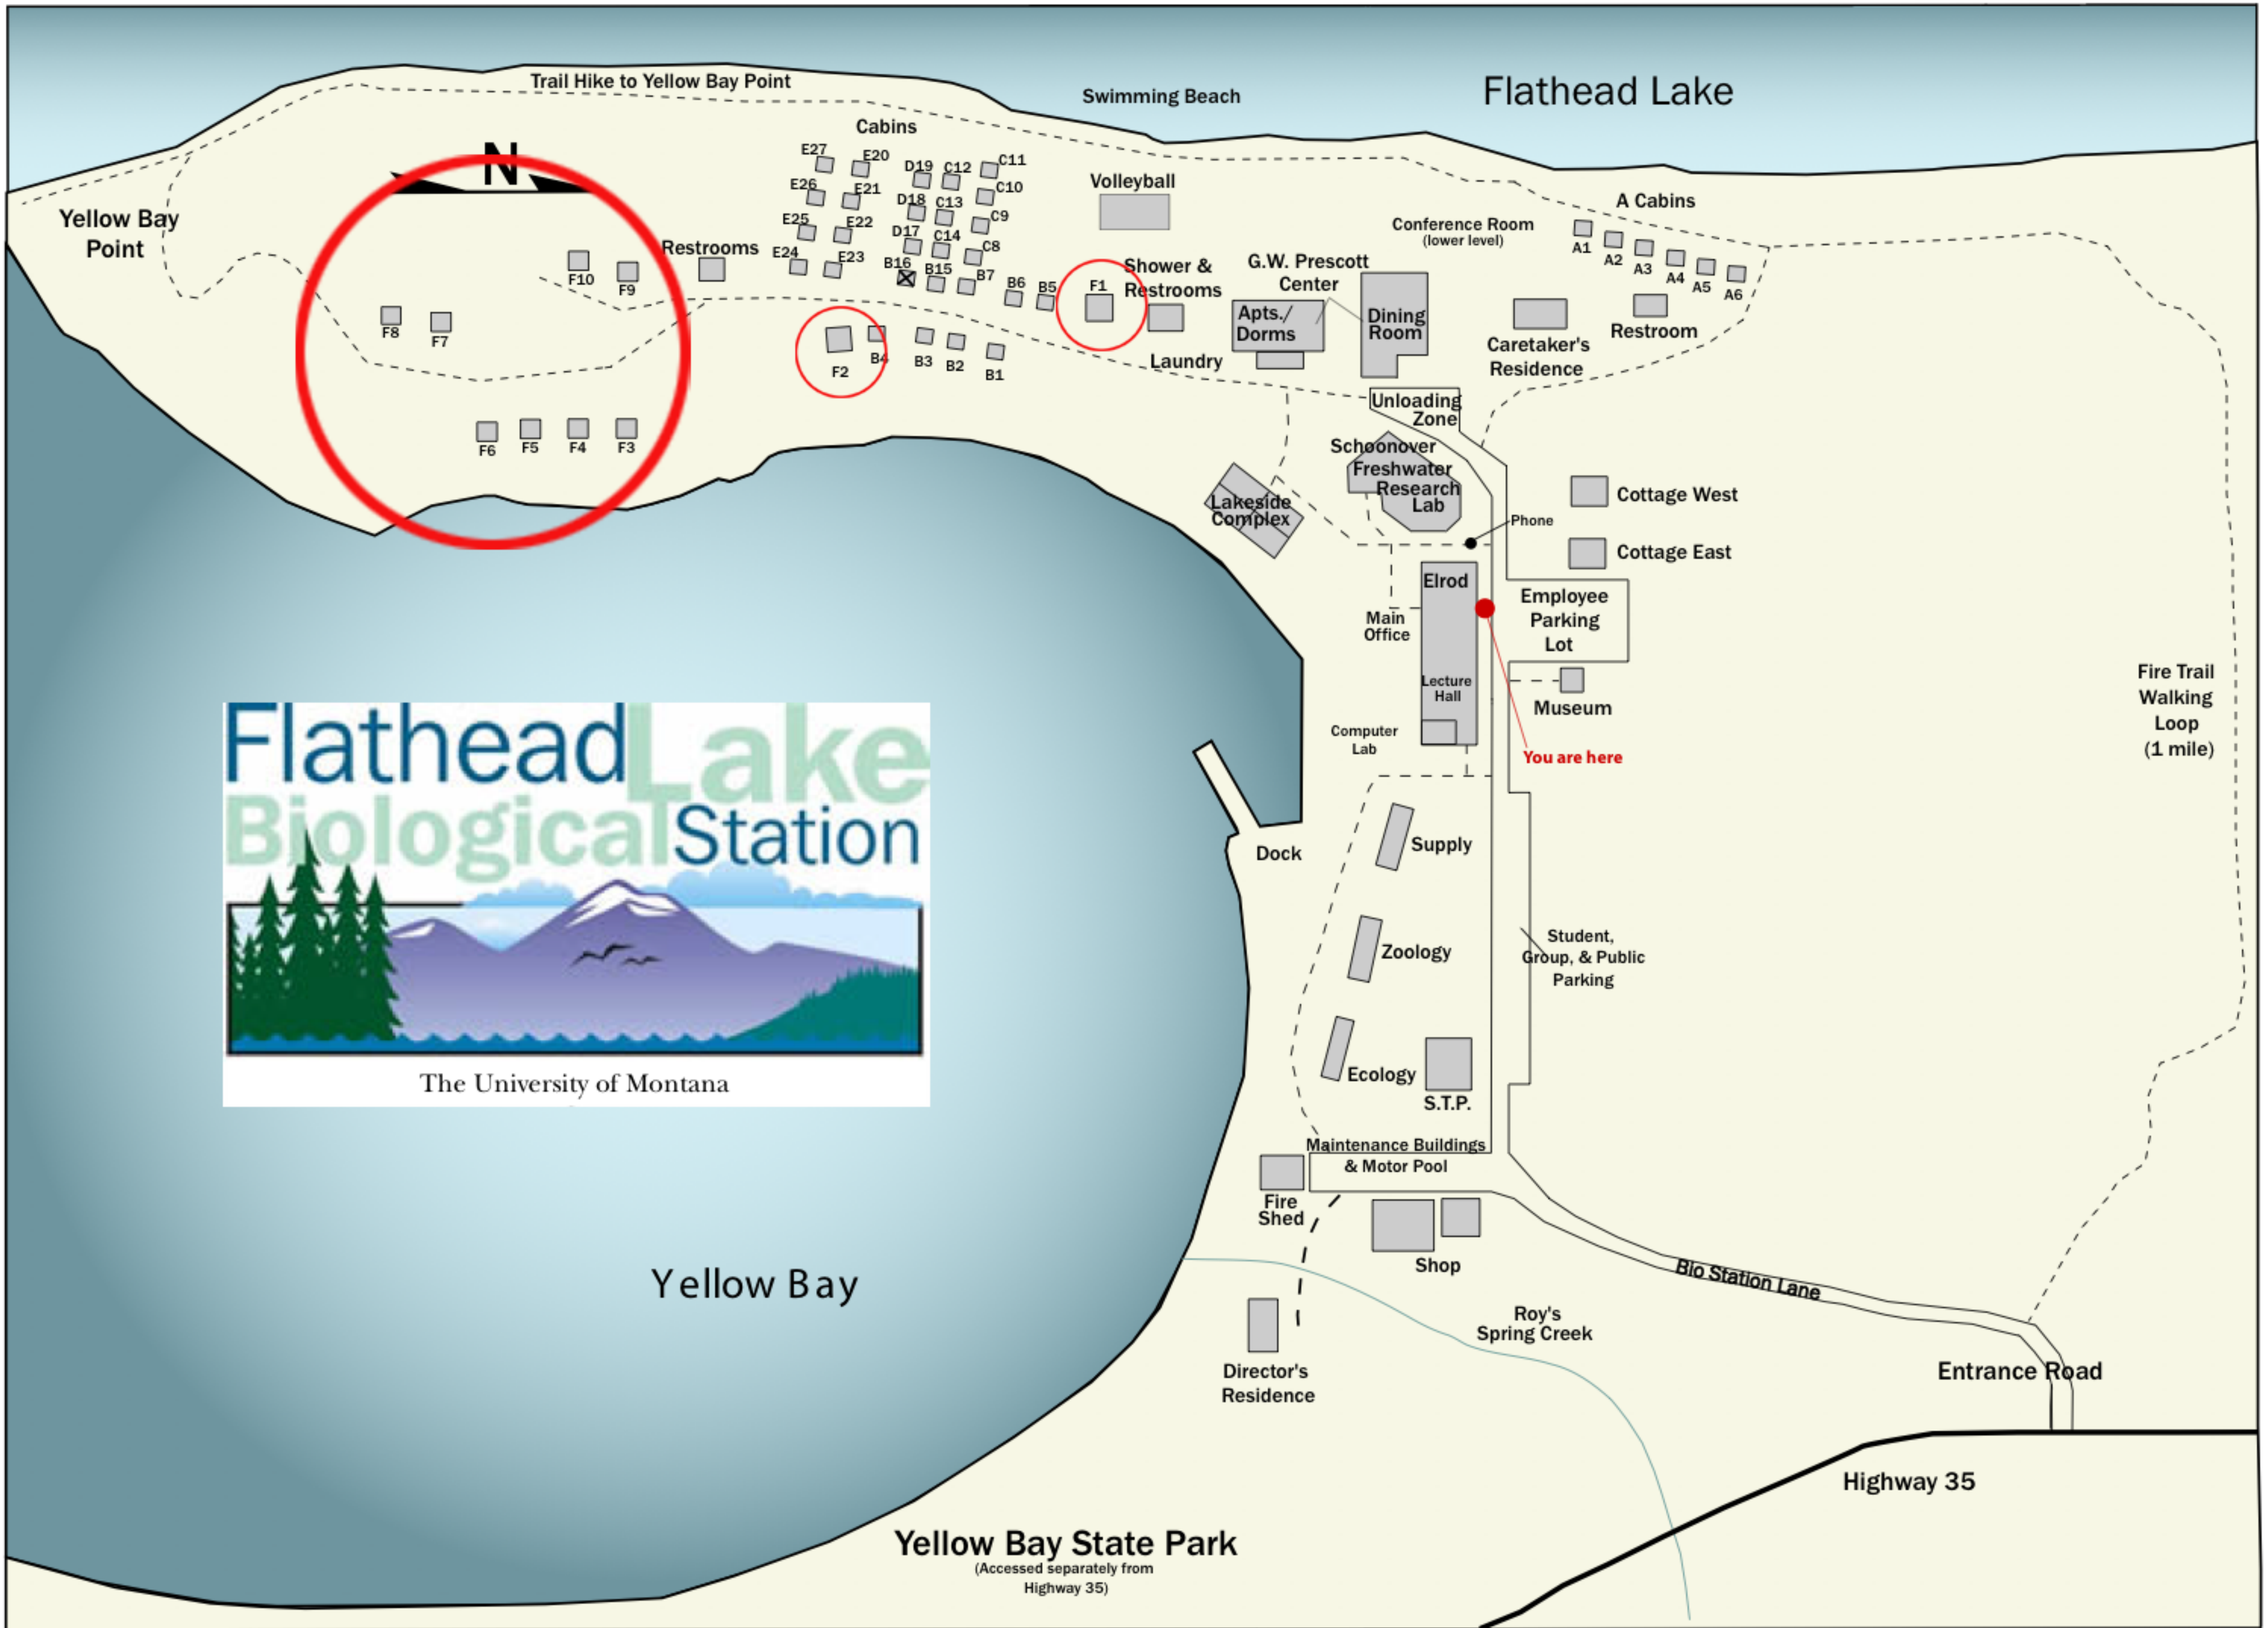 Flathead Lake
Trail Hike to Yellow Bay Point
Swimming Beach
Cabins
N
Yellow Bay
Point
E27
E20
D19
C12
C11
E26
E21
D18
C13
C10
E25
E22
D17
C14
C9
E24
E23
B16
B15
C8
B7
B6
B5
Restrooms
F10
F9
F8
F7
F6
F5
F4
F3
F2
B4
B3
B2
B1
F1
Volleyball
Shower &
Restrooms
Laundry
G.W. Prescott
Center
Apts./
Dorms
Dining
Room
Conference Room
(lower level)
A Cabins
A1
A2
A3
A4
A5
A6
Restroom
Caretaker's
Residence
Unloading
Zone
Schoonover
Freshwater
Research
Lab
Lakeside
Complex
Phone
Cottage West
Cottage East
Elrod
Main
Office
Lecture
Hall
Computer
Lab
Employee
Parking
Lot
Museum
You are here
Fire Trail
Walking
Loop
(1 mile)
Flathead Lake
Biological Station
The University of Montana
Dock
Supply
Zoology
Ecology
S.T.P.
Student,
Group, & Public
Parking
Maintenance Buildings
& Motor Pool
Fire
Shed
Shop
Bio Station Lane
Yellow Bay
Roy's
Spring Creek
Director's
Residence
Entrance Road
Highway 35
Yellow Bay State Park
(Accessed separately from
Highway 35)